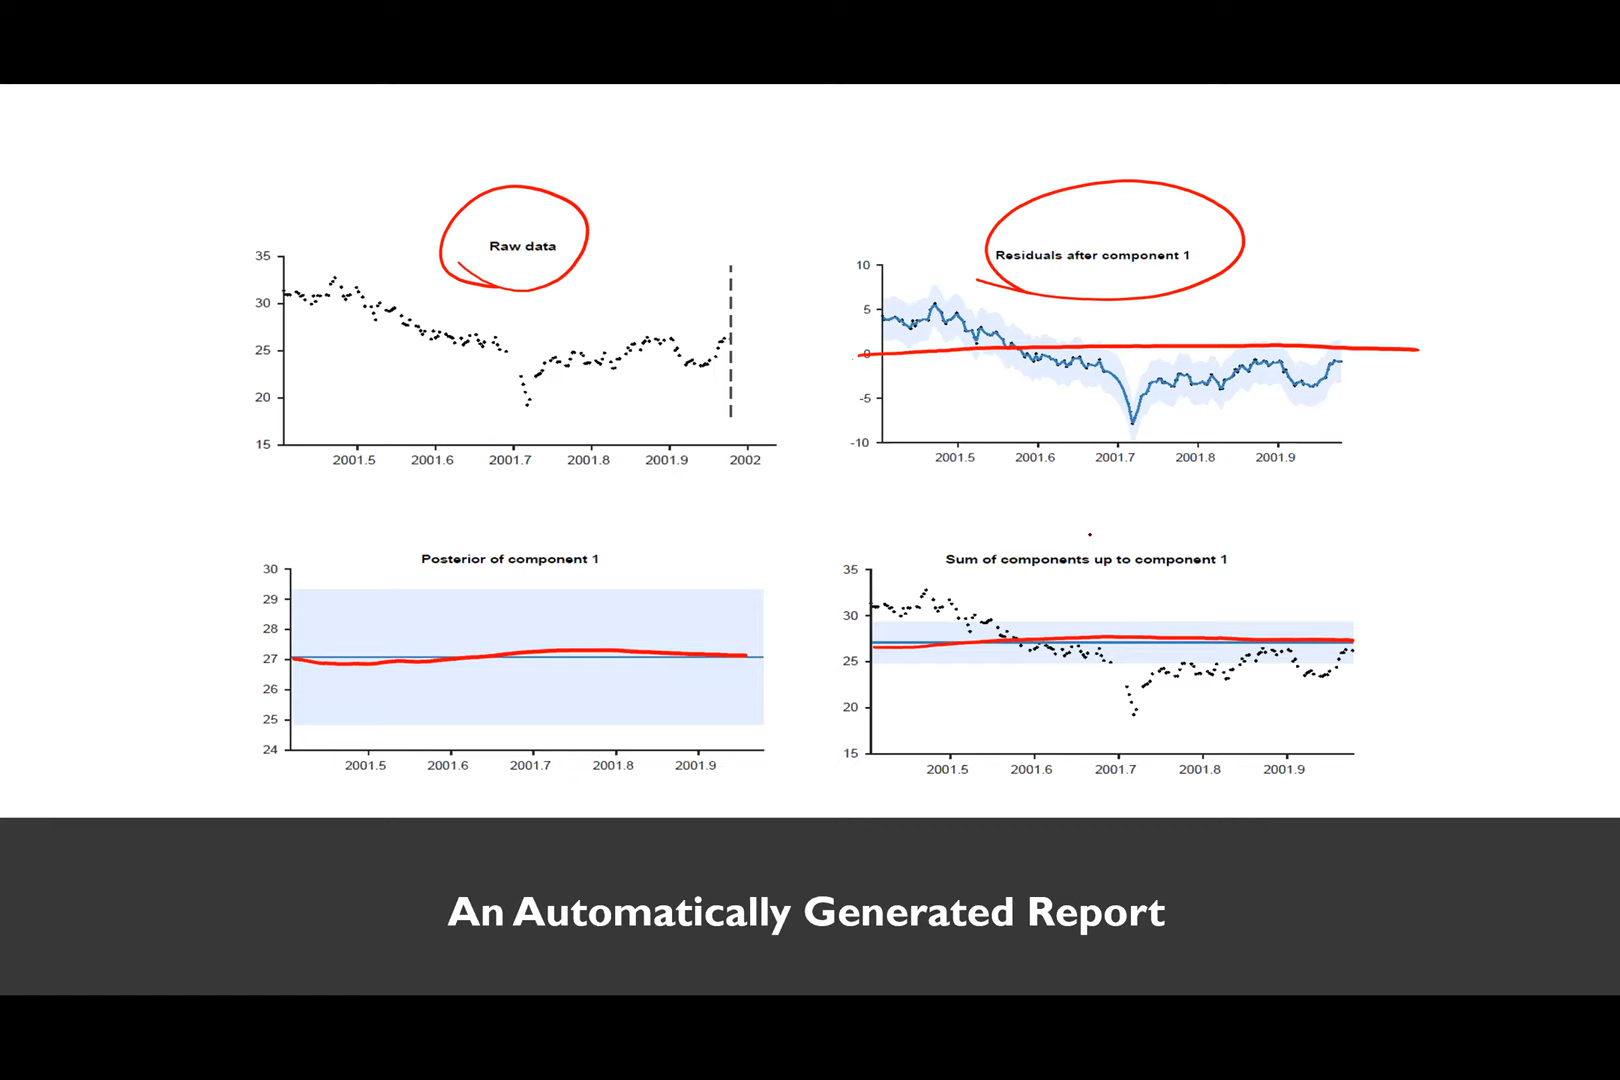 Raw data
35
30
25
20
15
2001.5 2001.6 2001.7 2001.8 2001.9 2002
Residuals after component 1
10
5
0
-5
-10
2001.5 2001.6 2001.7 2001.8 2001.9
Posterior of component 1
30
29
28
27
26
25
24
2001.5 2001.6 2001.7 2001.8 2001.9
Sum of components up to component 1
35
30
25
20
15
2001.5 2001.6 2001.7 2001.8 2001.9
An Automatically Generated Report